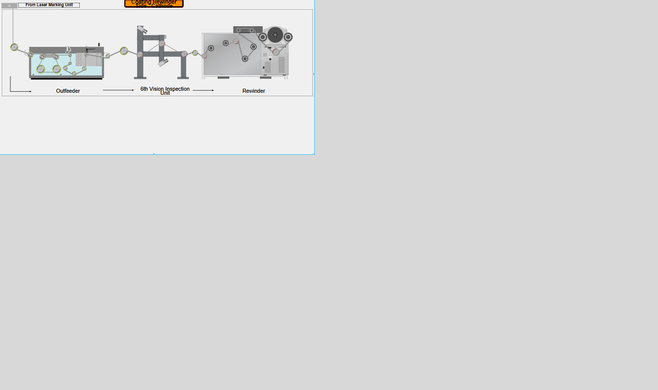 From Laser Marking Unit
Coating Rewinder
Outfeeder
6th Vision Inspection
Unit
Rewinder